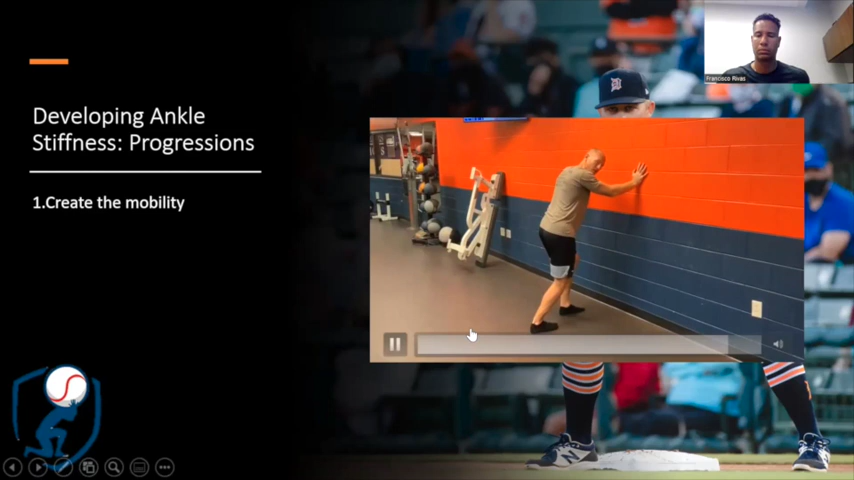 Francisco Rivas
Developing Ankle
Stiffness: Progressions
1.Create the mobility